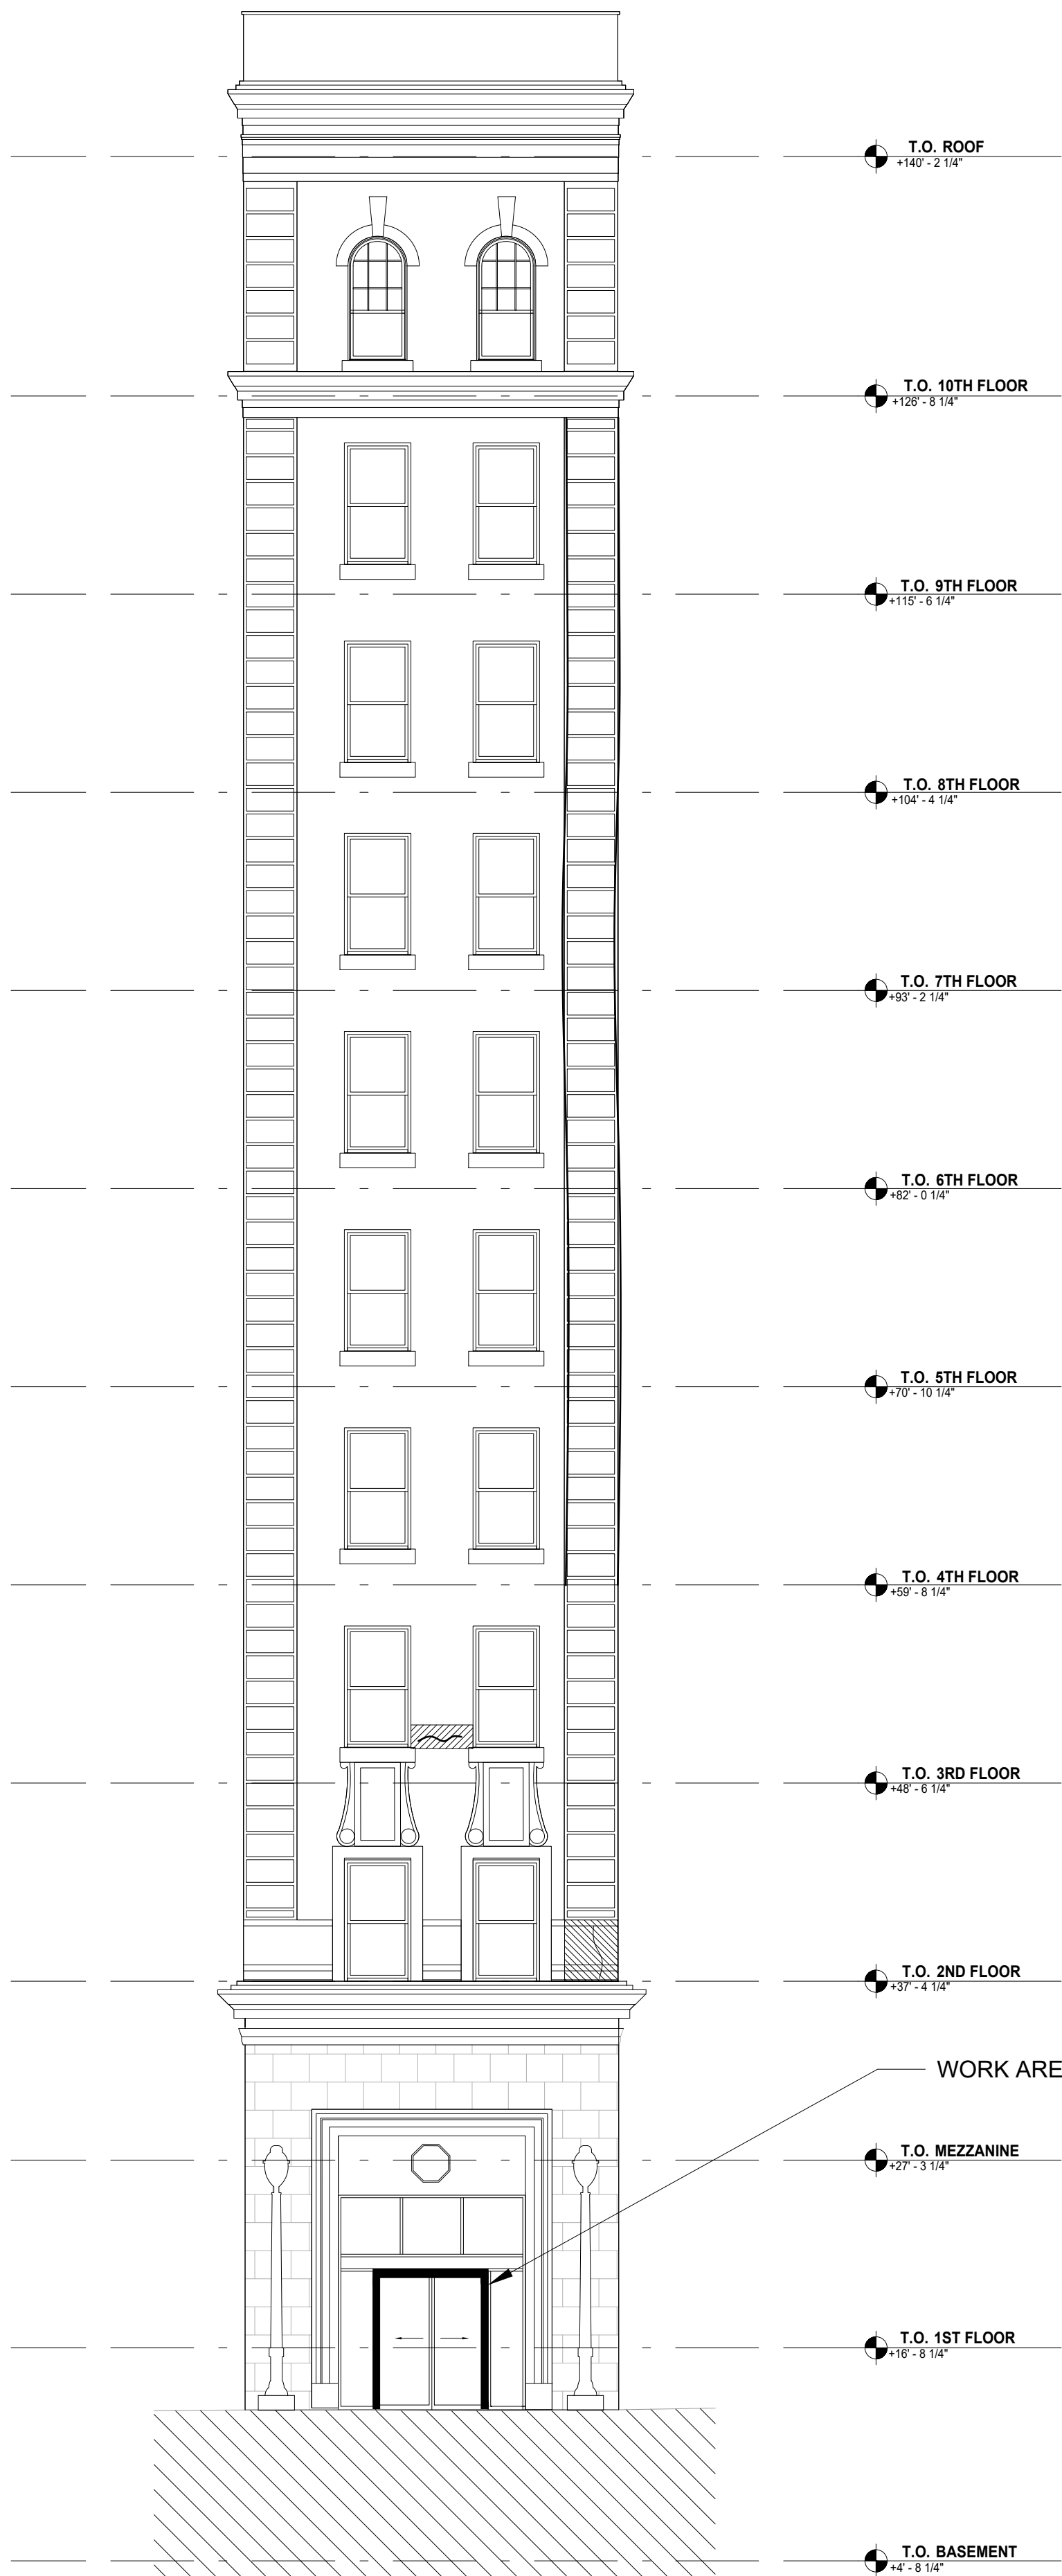 T.O. ROOF
+140' - 2 1/4"
T.O. 10TH FLOOR
+126' - 8 1/4"
T.O. 9TH FLOOR
+115' - 6 1/4"
T.O. 8TH FLOOR
+104' - 4 1/4"
T.O. 7TH FLOOR
+93' - 2 1/4"
T.O. 6TH FLOOR
+82' - 0 1/4"
T.O. 5TH FLOOR
+70' - 10 1/4"
T.O. 4TH FLOOR
+59' - 8 1/4"
T.O. 3RD FLOOR
+48' - 6 1/4"
T.O. 2ND FLOOR
+37' - 4 1/4"
WORK ARE
T.O. MEZZANINE
+27' - 3 1/4"
T.O. 1ST FLOOR
+16' - 8 1/4"
T.O. BASEMENT
+4' - 8 1/4"